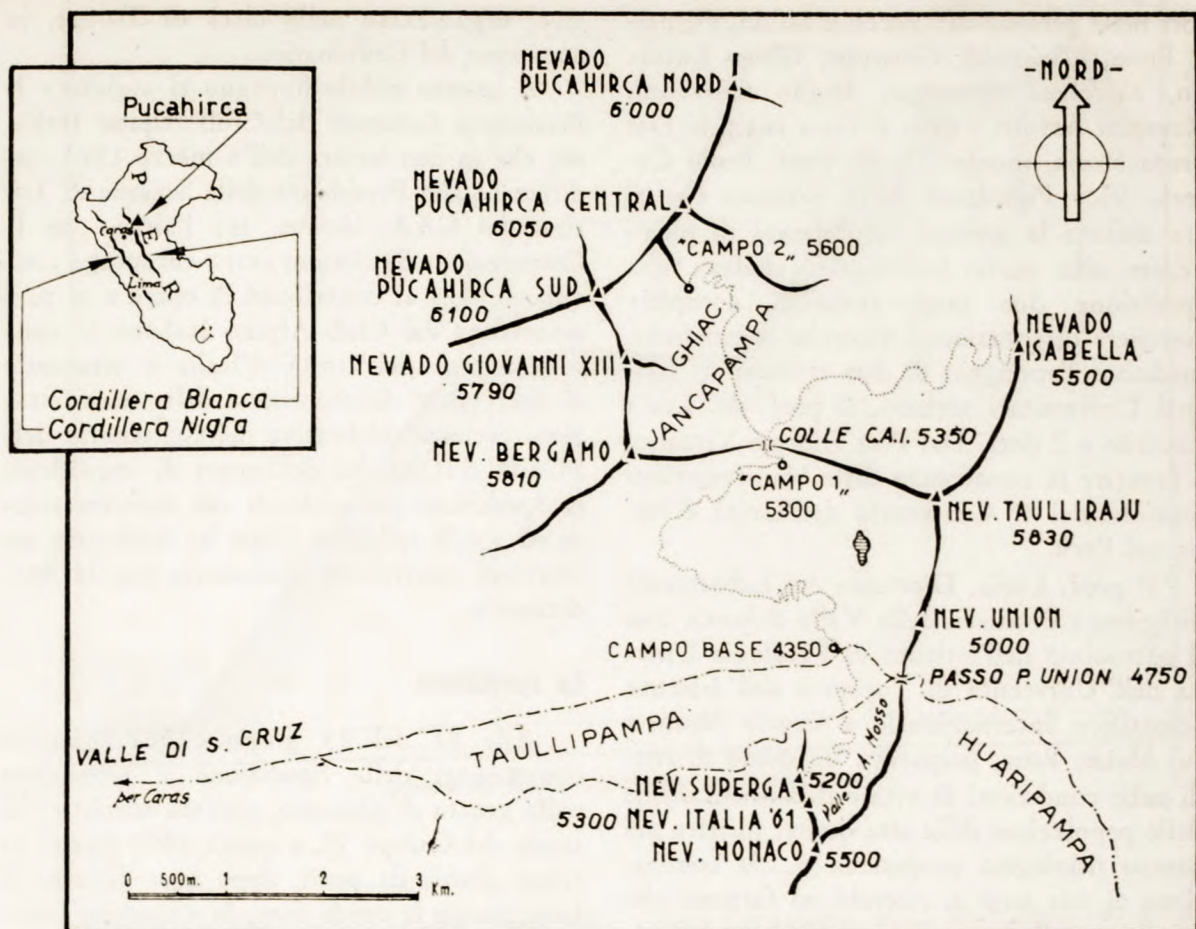 NEVADO
PUCAHIRCA NORD
6000
-NORD-
Pucahirca
PERU
Caras
Lima
Cordillera Blanca
Cordillera Nigra
NEVADO
PUCAHIRCA CENTRAL
6050
"CAMPO 2" 5600
NEVADO
PUCAHIRCA SUD
6100
GHIAC.
JANCAPAMPA
NEVADO
ISABELLA
5500
NEVADO GIOVANNI XIII
5790
COLLE C.A.I. 5350
NEV. BERGAMO
5810
"CAMPO 1"
5300
NEV. TAULLIRAJU
5830
NEV. UNION
5000
CAMPO BASE 4350
PASSO P. UNION 4750
VALLE DI S. CRUZ
per Caras
TAULLIPAMPA
Valle A. Mosso
HUARIPAMPA
NEV. SUPERGA 5200
5300 NEV. ITALIA '61
NEV. MONACO 5500
0 500m. 1 2 3
Km.